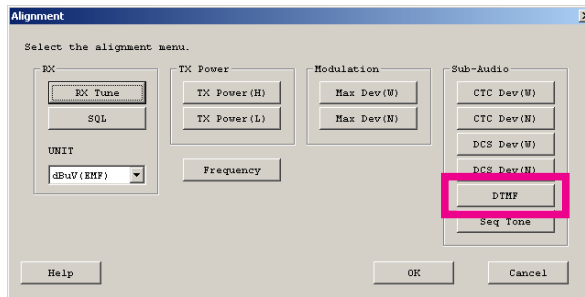 Alignment
Select the alignment menu.
RX
RX Tune
SQL
UNIT
dBuV(EMF)
TX Power
TX Power(H)
TX Power(L)
Frequency
Modulation
Max Dev(W)
Max Dev(N)
Sub-Audio
CTC Dev(W)
CTC Dev(N)
DCS Dev(W)
DCS Dev(N)
DTMF
Seq Tone
Help
OK
Cancel